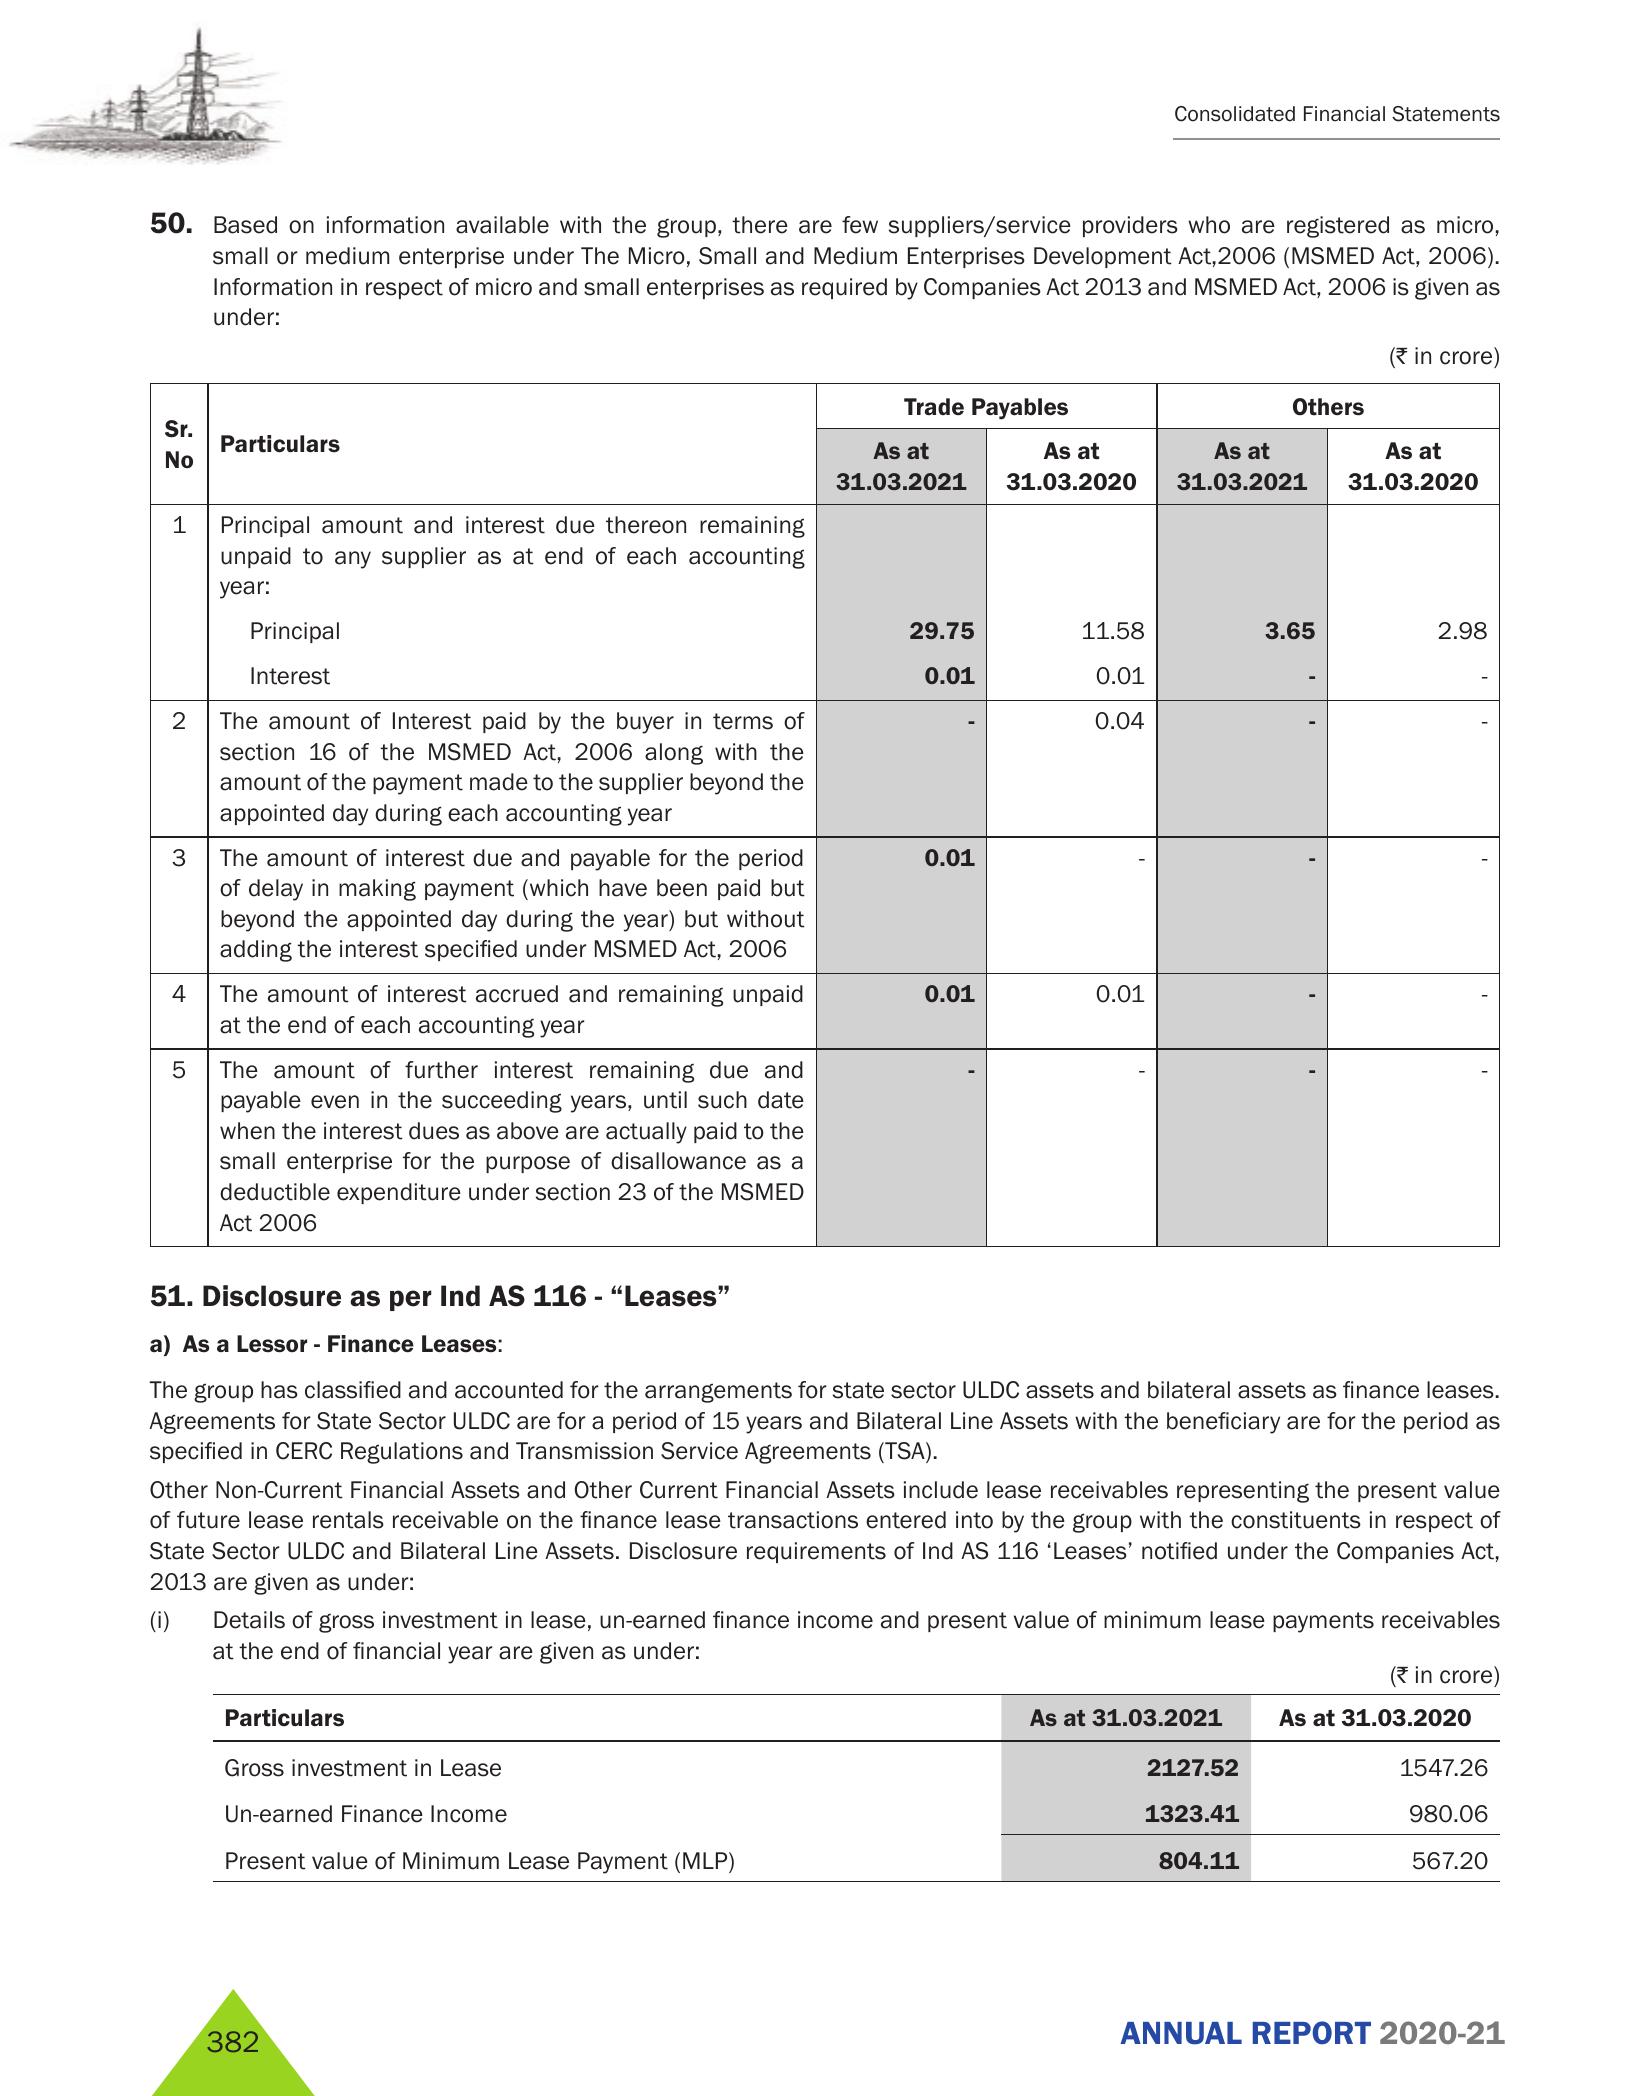 Consolidated Financial Statements
50. Based on information available with the group, there are few suppliers/service providers who are registered as micro,
small or medium enterprise under The Micro, Small and Medium Enterprises Development Act,2006 (MSMED Act, 2006).
Information in respect of micro and small enterprises as required by Companies Act 2013 and MSMED Act, 2006 is given as
under:
(₹ in crore)
Sr. No Particulars Trade Payables Others
As at 31.03.2021 As at 31.03.2020 As at 31.03.2021 As at 31.03.2020
1 Principal amount and interest due thereon remaining
unpaid to any supplier as at end of each accounting
year:
Principal 29.75 11.58 3.65 2.98
Interest 0.01 0.01 - -
2 The amount of Interest paid by the buyer in terms of - 0.04 - -
section 16 of the MSMED Act, 2006 along with the
amount of the payment made to the supplier beyond the
appointed day during each accounting year
3 The amount of interest due and payable for the period 0.01 - - -
of delay in making payment (which have been paid but
beyond the appointed day during the year) but without
adding the interest specified under MSMED Act, 2006
4 The amount of interest accrued and remaining unpaid 0.01 0.01 - -
at the end of each accounting year
5 The amount of further interest remaining due and - - - -
payable even in the succeeding years, until such date
when the interest dues as above are actually paid to the
small enterprise for the purpose of disallowance as a
deductible expenditure under section 23 of the MSMED
Act 2006
51. Disclosure as per Ind AS 116 - “Leases”
a) As a Lessor - Finance Leases:
The group has classified and accounted for the arrangements for state sector ULDC assets and bilateral assets as finance leases.
Agreements for State Sector ULDC are for a period of 15 years and Bilateral Line Assets with the beneficiary are for the period as
specified in CERC Regulations and Transmission Service Agreements (TSA).
Other Non-Current Financial Assets and Other Current Financial Assets include lease receivables representing the present value
of future lease rentals receivable on the finance lease transactions entered into by the group with the constituents in respect of
State Sector ULDC and Bilateral Line Assets. Disclosure requirements of Ind AS 116 ‘Leases’ notified under the Companies Act,
2013 are given as under:
(i) Details of gross investment in lease, un-earned finance income and present value of minimum lease payments receivables
at the end of financial year are given as under:
(₹ in crore)
Particulars As at 31.03.2021 As at 31.03.2020
Gross investment in Lease 2127.52 1547.26
Un-earned Finance Income 1323.41 980.06
Present value of Minimum Lease Payment (MLP) 804.11 567.20
382
ANNUAL REPORT 2020-21